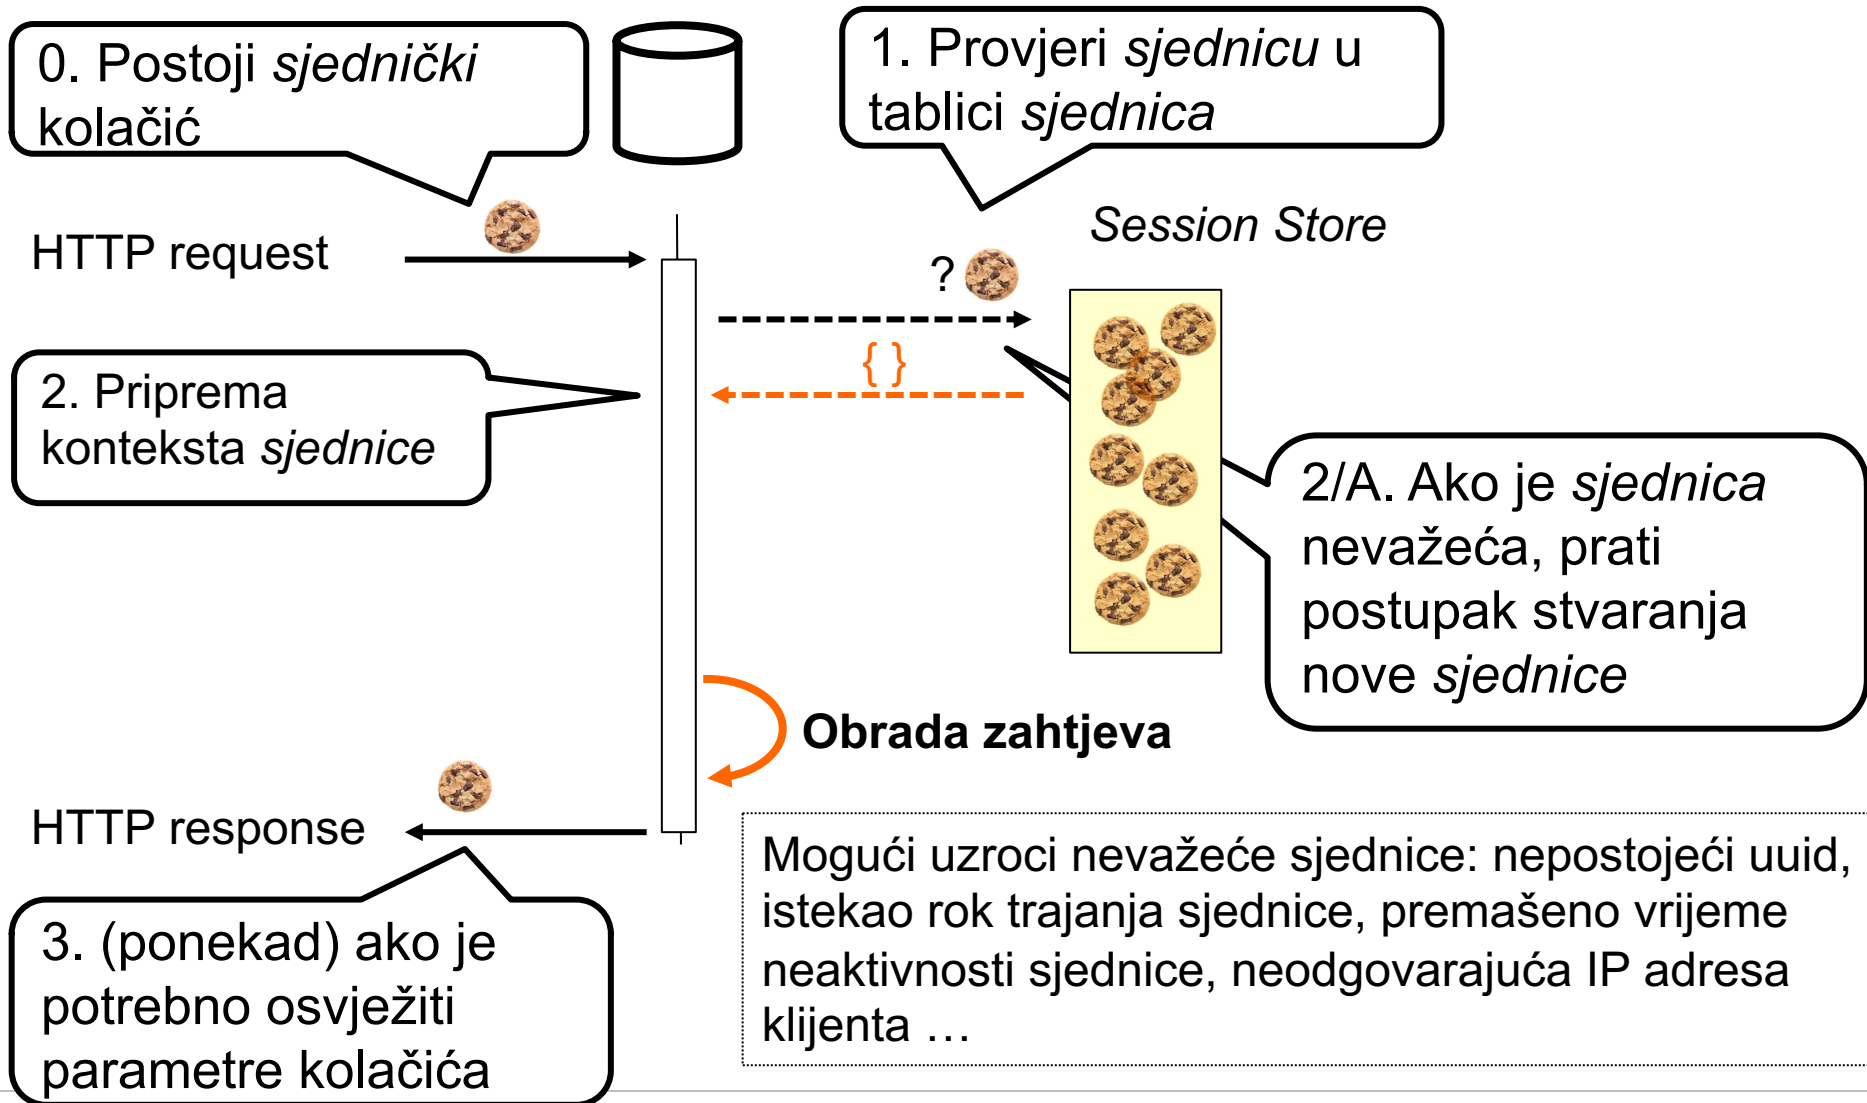 0. Postoji sjednički
kolačić
1. Provjeri sjednicu u
tablici sjednica
HTTP request
Session Store
?
{ }
2. Priprema
konteksta sjednice
2/A. Ako je sjednica
nevažeća, prati
postupak stvaranja
nove sjednice
Obrada zahtjeva
HTTP response
3. (ponekad) ako je
potrebno osvježiti
parametre kolačića
Mogući uzroci nevažeće sjednice: nepostojeći uuid,
istekao rok trajanja sjednice, premašeno vrijeme
neaktivnosti sjednice, neodgovarajuća IP adresa
klijenta …